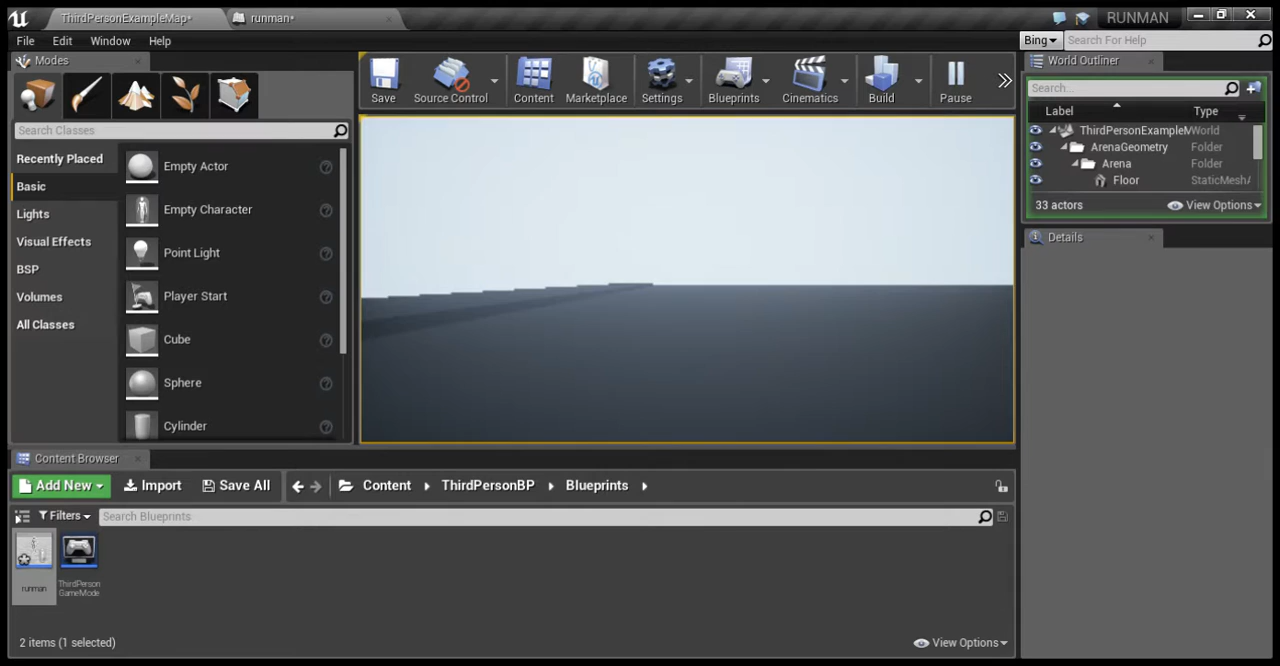 ThirdPersonExampleMap*
runman*
RUNMAN
File Edit Window Help
Bing Search For Help
Modes
Search Classes
Recently Placed
Basic
Lights
Visual Effects
BSP
Volumes
All Classes
Empty Actor
Empty Character
Point Light
Player Start
Cube
Sphere
Cylinder
Save Source Control Content Marketplace Settings Blueprints Cinematics Build Pause
World Outliner
Search...
Label Type
ThirdPersonExampleM World
ArenaGeometry Folder
Arena Folder
Floor StaticMeshA
33 actors View Options
Details
Content Browser
Add New Import Save All Content ThirdPersonBP Blueprints
Filters Search Blueprints
runman
ThirdPerson
GameMode
2 items (1 selected) View Options